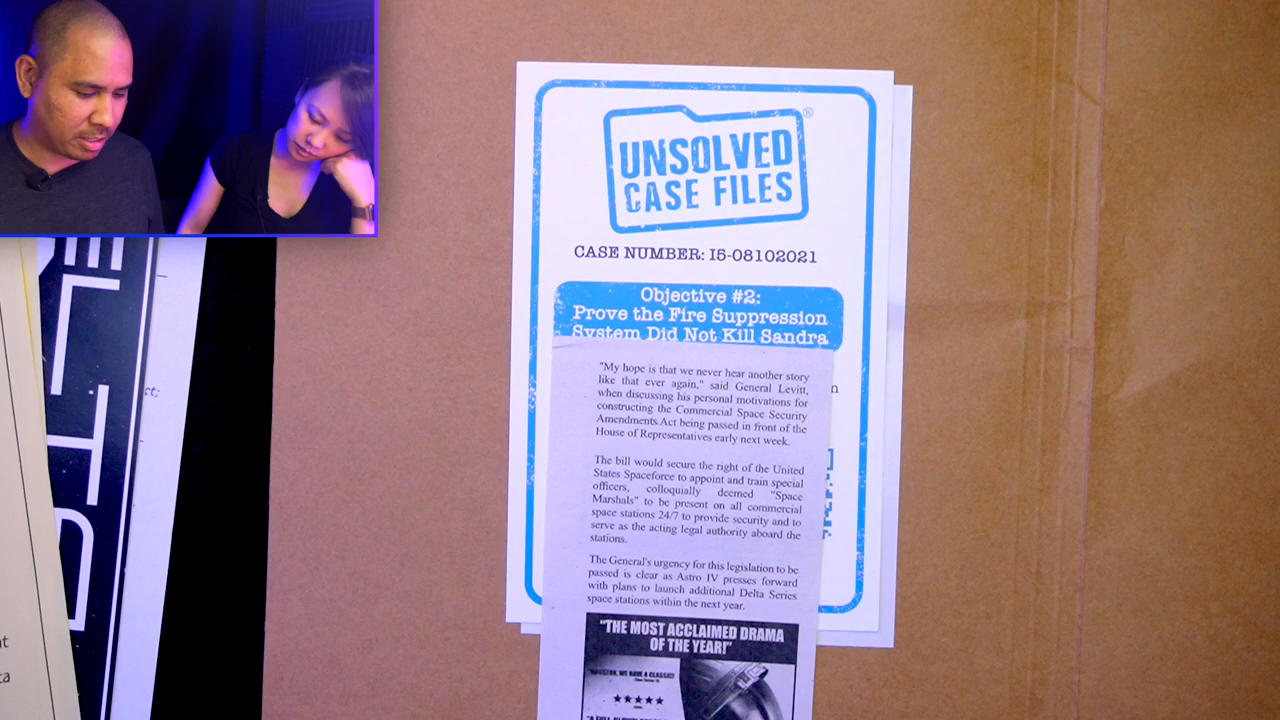 UNSOLVED
CASE FILES
®
CASE NUMBER: I5-08102021
Objective #2:
Prove the Fire Suppression
System Did Not Kill Sandra
"My hope is that we never hear another story
like that ever again," said General Levitt,
when discussing his personal motivations for
constructing the Commercial Space Security
Amendments Act being passed in front of the
House of Representatives early next week.
The bill would secure the right of the United
States Spaceforce to appoint and train special
officers, colloquially deemed "Space
Marshals" to be present on all commercial
space stations 24/7 to provide security and to
serve as the acting legal authority aboard the
stations.
The General's urgency for this legislation to be
passed is clear as Astro IV presses forward
with plans to launch additional Delta Series
space stations within the next year.
"THE MOST ACCLAIMED DRAMA
OF THE YEAR!"
"HOUSTON, WE HAVE A CLASSIC!"